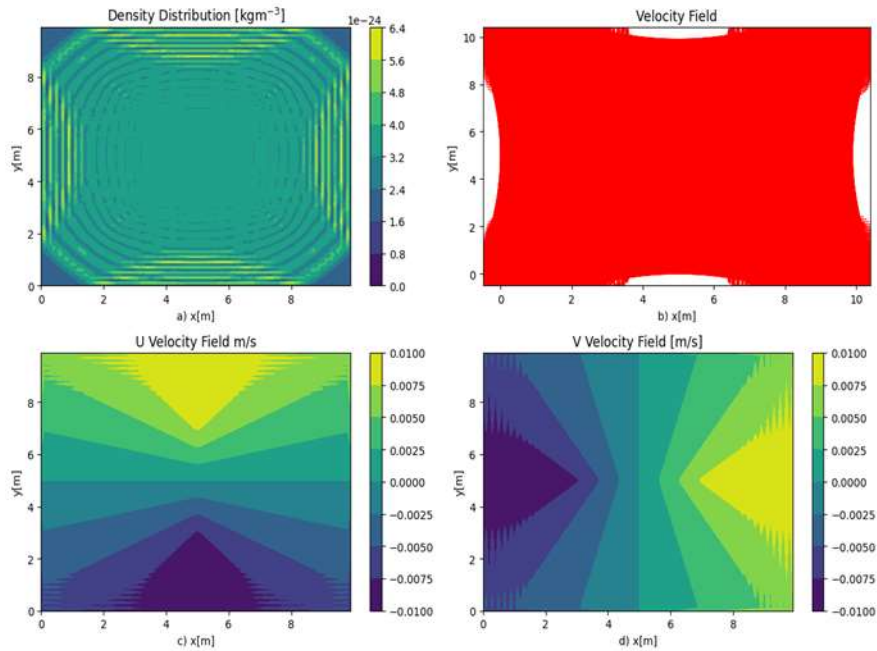 Density Distribution [kgm⁻³]
1e−24
6.4
5.6
4.8
4.0
3.2
2.4
1.6
0.8
0.0
8
6
4
2
0
y[m]
0 2 4 6 8
a) x[m]
Velocity Field
10
8
6
4
2
0
y[m]
0 2 4 6 8 10
b) x[m]
U Velocity Field m/s
0.0100
0.0075
0.0050
0.0025
0.0000
−0.0025
−0.0050
−0.0075
−0.0100
8
6
4
2
0
y[m]
0 2 4 6 8
c) x[m]
V Velocity Field [m/s]
0.0100
0.0075
0.0050
0.0025
0.0000
−0.0025
−0.0050
−0.0075
−0.0100
8
6
4
2
0
y[m]
0 2 4 6 8
d) x[m]